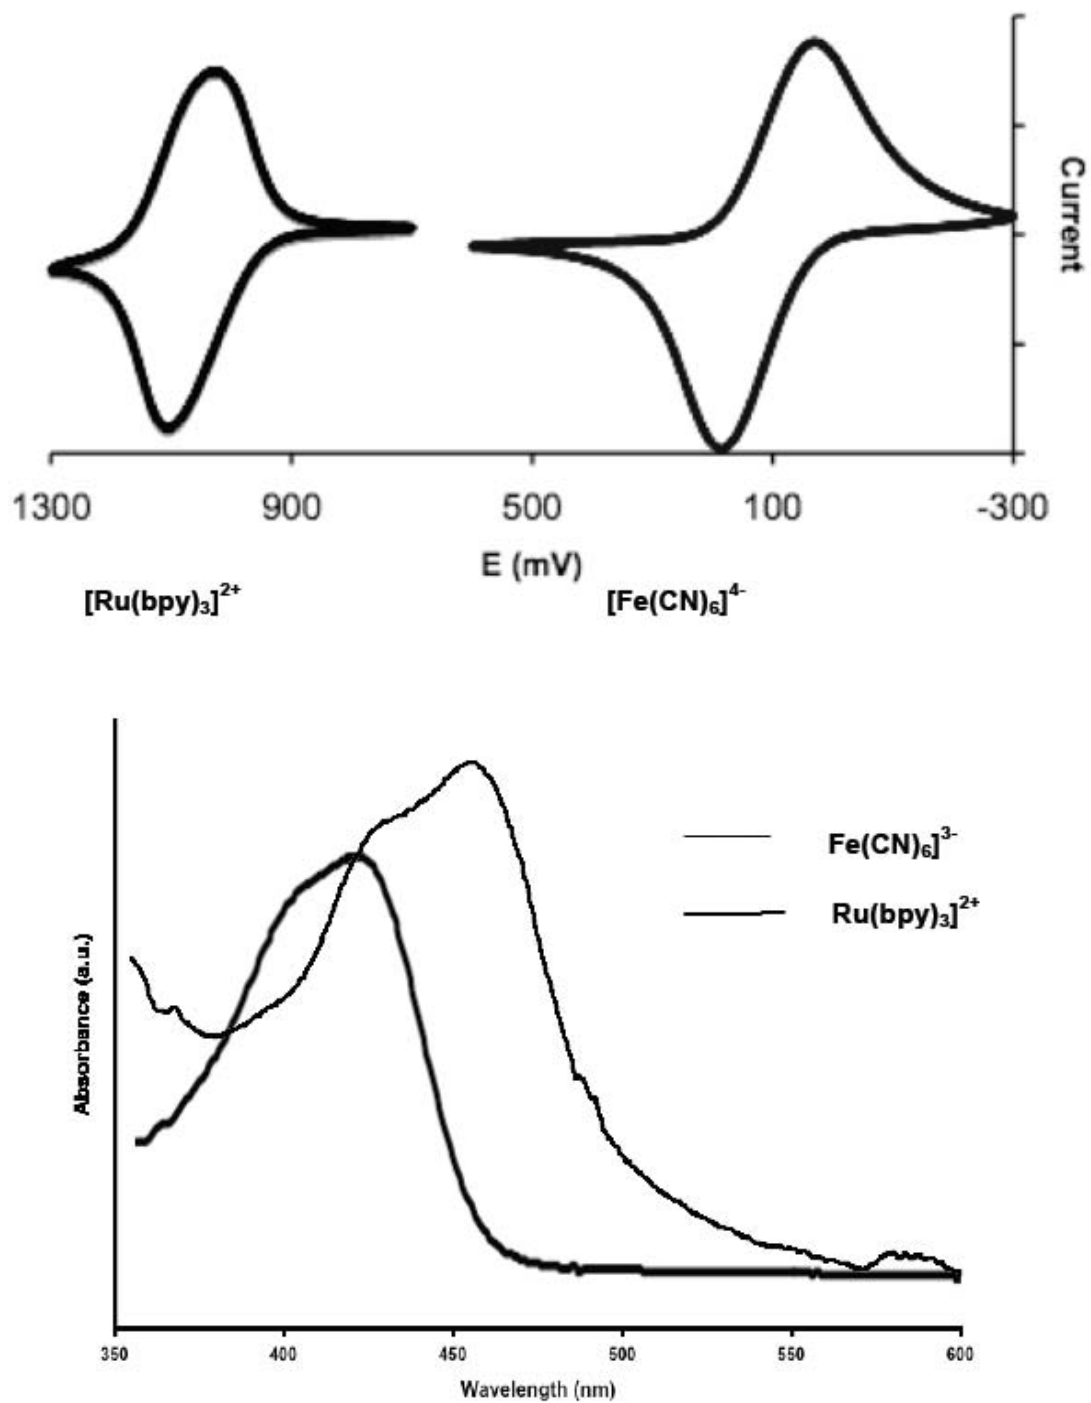 Current
1300 900 500 100 -300
E (mV)
[Ru(bpy)₃]²⁺ [Fe(CN)₆]⁴⁻
Fe(CN)₆]³⁻
Ru(bpy)₃]²⁺
Absorbance (a.u.)
350 400 450 500 550 600
Wavelength (nm)